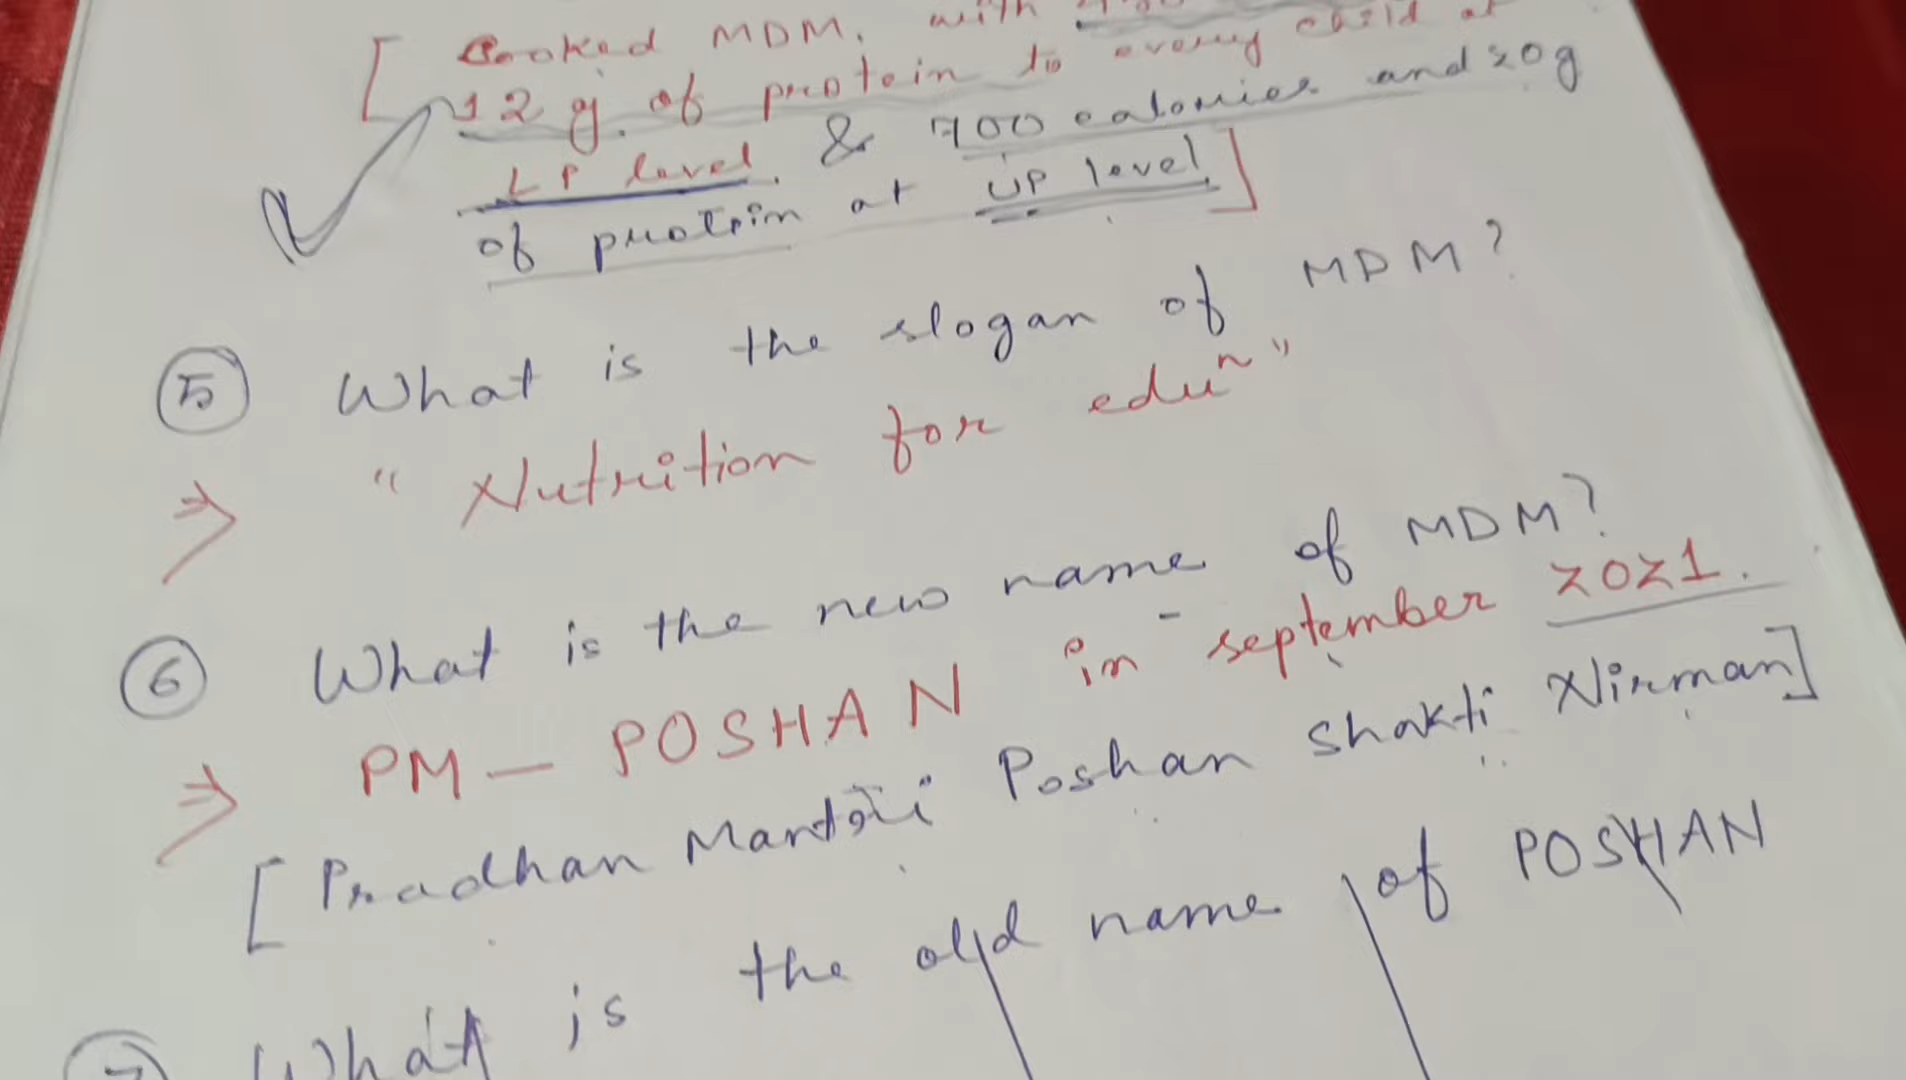 [ Cooked MDM. with
12 g. of protein to every child at
LP level. & 700 calories and 20g
of protein at UP level]
5 What is the slogan of MDM?
⇒ " Nutrition for eduⁿ "
6 What is the new name of MDM?
⇒ PM — POSHAN in september 2021.
[Pradhan Mantri Poshan Shakti Nirman]
7 What is the old name of POSHAN